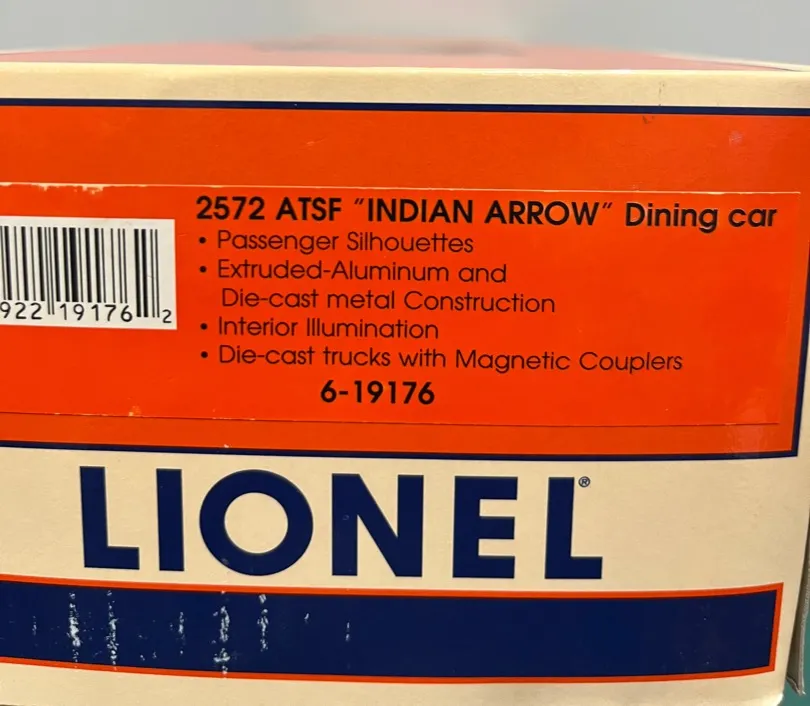 2572 ATSF "INDIAN ARROW" Dining car
• Passenger Silhouettes
• Extruded-Aluminum and
Die-cast metal Construction
• Interior Illumination
• Die-cast trucks with Magnetic Couplers
6-19176
922 19176 2
LIONEL®